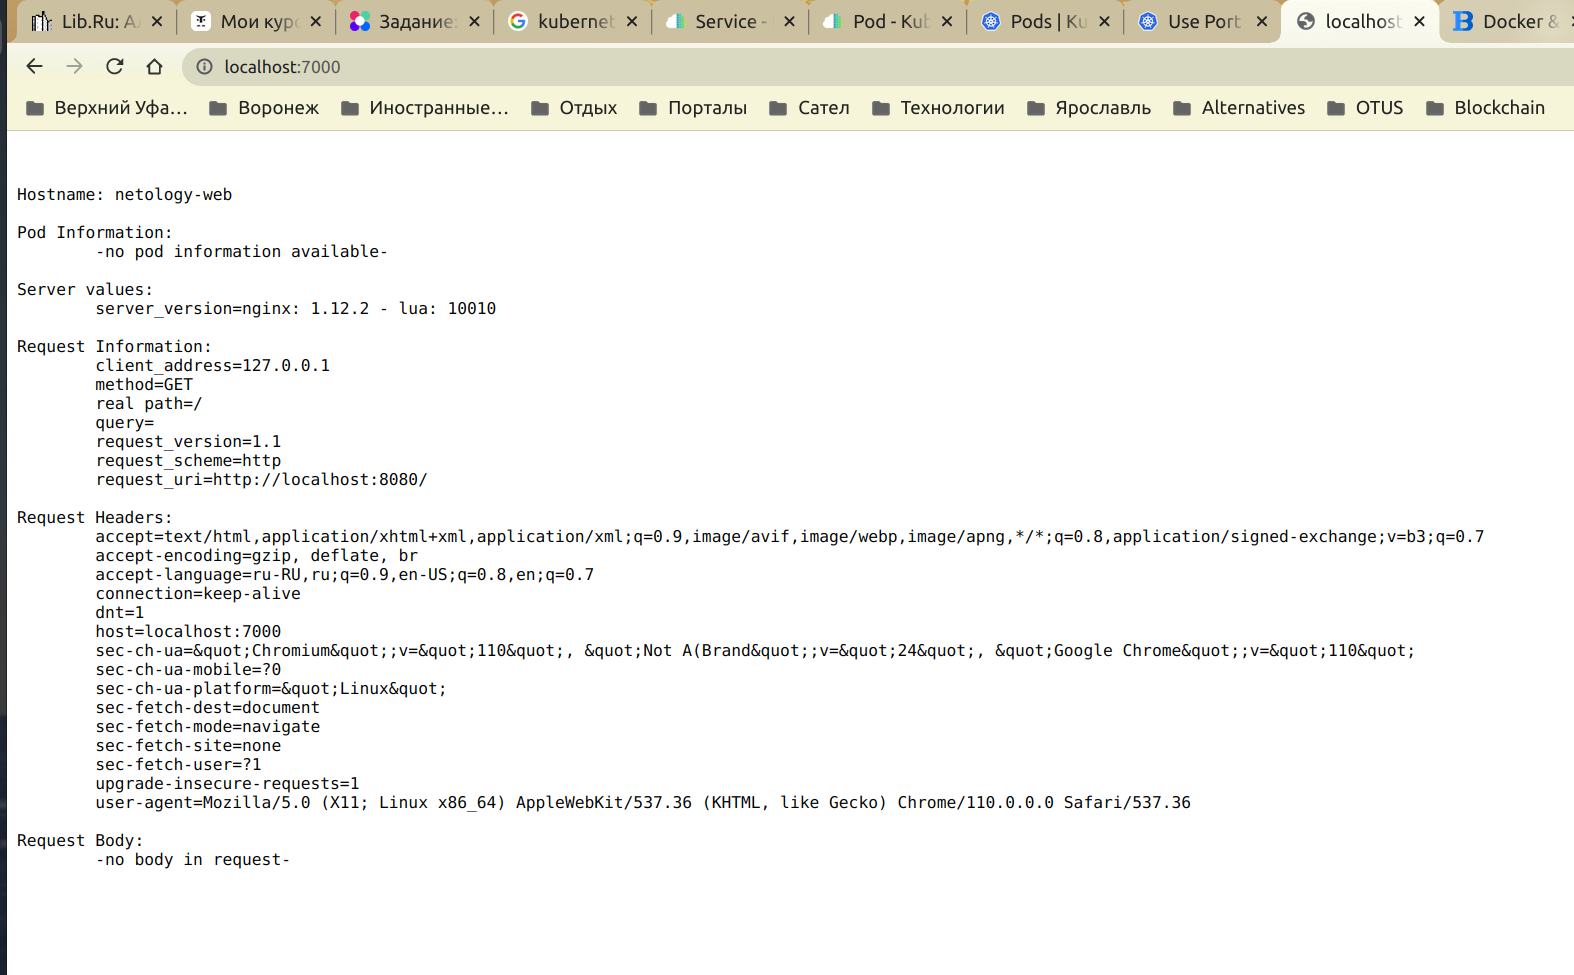 Lib.Ru: Мои кур Задание: kubernet Service - Pod - Kub Pods | Ku Use Port localhost Docker &
localhost:7000
Верхний Уфа... Воронеж Иностранные... Отдых Порталы Сател Технологии Ярославль Alternatives OTUS Blockchain
Hostname: netology-web
Pod Information:
-no pod information available-
Server values:
server_version=nginx: 1.12.2 - lua: 10010
Request Information:
client_address=127.0.0.1
method=GET
real path=/
query=
request_version=1.1
request_scheme=http
request_uri=http://localhost:8080/
Request Headers:
accept=text/html,application/xhtml+xml,application/xml;q=0.9,image/avif,image/webp,image/apng,*/*;q=0.8,application/signed-exchange;v=b3;q=0.7
accept-encoding=gzip, deflate, br
accept-language=ru-RU,ru;q=0.9,en-US;q=0.8,en;q=0.7
connection=keep-alive
dnt=1
host=localhost:7000
sec-ch-ua=&quot;Chromium&quot;;v=&quot;110&quot;, &quot;Not A(Brand&quot;;v=&quot;24&quot;, &quot;Google Chrome&quot;;v=&quot;110&quot;
sec-ch-ua-mobile=?0
sec-ch-ua-platform=&quot;Linux&quot;
sec-fetch-dest=document
sec-fetch-mode=navigate
sec-fetch-site=none
sec-fetch-user=?1
upgrade-insecure-requests=1
user-agent=Mozilla/5.0 (X11; Linux x86_64) AppleWebKit/537.36 (KHTML, like Gecko) Chrome/110.0.0.0 Safari/537.36
Request Body:
-no body in request-